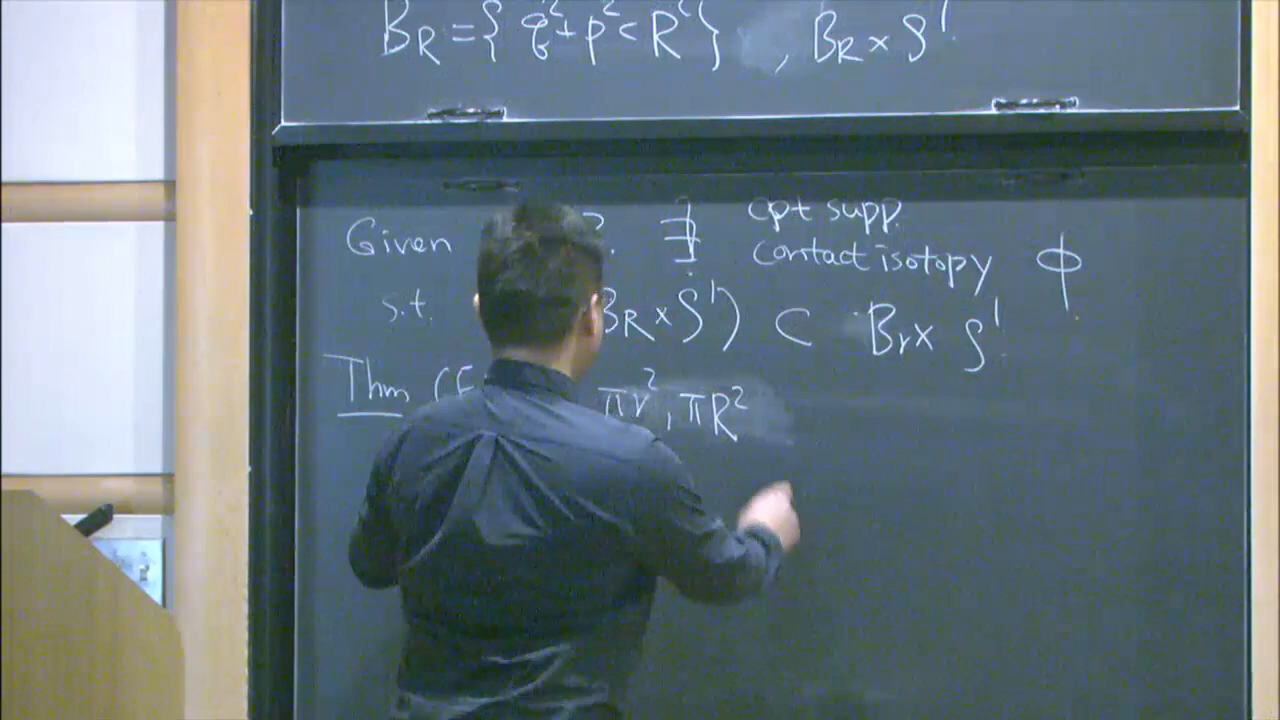 B_R = { q² + p² < R² } , B_R × S¹
Given ? ∃ cpt supp. contact isotopy ϕ
s.t. B_R × S¹) ⊂ B_r × S¹
Thm ( πr², πR²